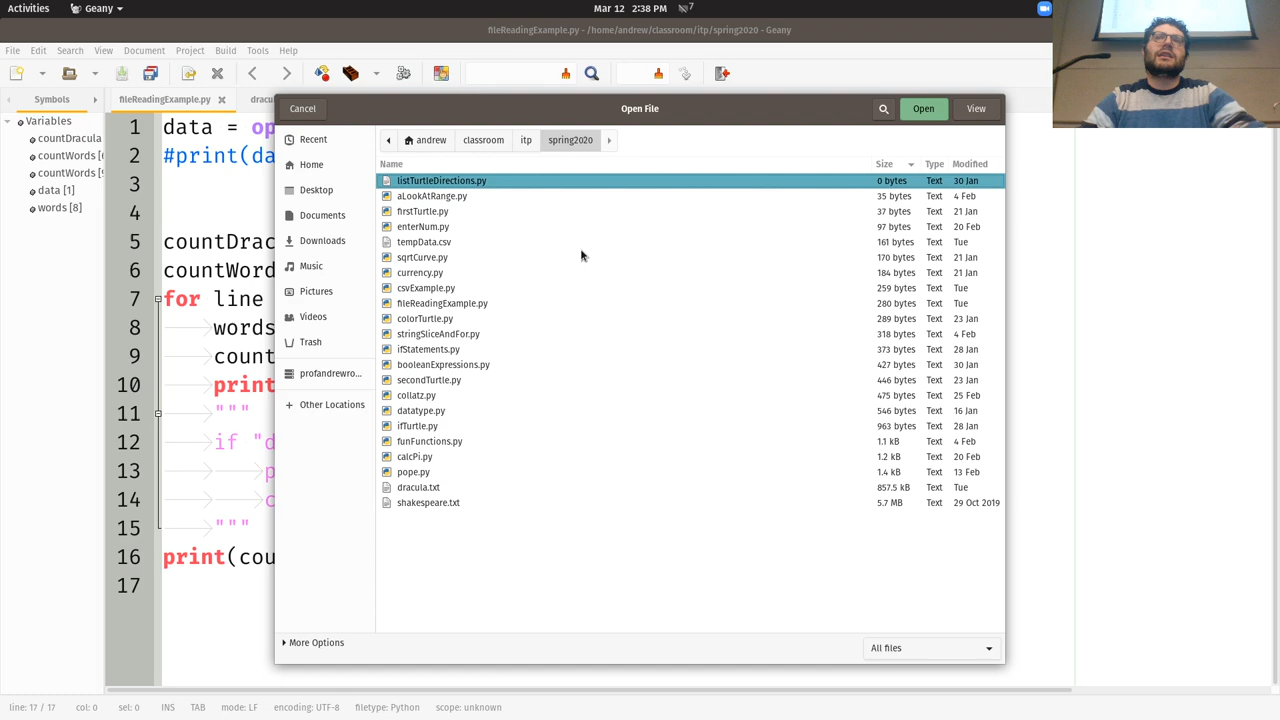 Activities Geany Mar 12 2:38 PM 7
fileReadingExample.py - /home/andrew/classroom/itp/spring2020 - Geany
File Edit Search View Document Project Build Tools Help
Symbols fileReadingExample.py dracu
Variables
countDracula
countWords [
countWords [
data [1]
words [8]
1 data = op
2 #print(da
3
4
5 countDrac
6 countWord
7 for line
8 words
9 count
10 print
11 """
12 if "d
13 p
14 c
15 """
16 print(cou
17
Cancel Open File Open View
Recent
Home
Desktop
Documents
Downloads
Music
Pictures
Videos
Trash
profandrewro...
Other Locations
andrew classroom itp spring2020
Name Size Type Modified
listTurtleDirections.py 0 bytes Text 30 Jan
aLookAtRange.py 35 bytes Text 4 Feb
firstTurtle.py 37 bytes Text 21 Jan
enterNum.py 97 bytes Text 20 Feb
tempData.csv 161 bytes Text Tue
sqrtCurve.py 170 bytes Text 21 Jan
currency.py 184 bytes Text 21 Jan
csvExample.py 259 bytes Text Tue
fileReadingExample.py 280 bytes Text Tue
colorTurtle.py 289 bytes Text 23 Jan
stringSliceAndFor.py 318 bytes Text 4 Feb
ifStatements.py 373 bytes Text 28 Jan
booleanExpressions.py 427 bytes Text 30 Jan
secondTurtle.py 446 bytes Text 23 Jan
collatz.py 475 bytes Text 25 Feb
datatype.py 546 bytes Text 16 Jan
ifTurtle.py 963 bytes Text 28 Jan
funFunctions.py 1.1 kB Text 4 Feb
calcPi.py 1.2 kB Text 20 Feb
pope.py 1.4 kB Text 13 Feb
dracula.txt 857.5 kB Text Tue
shakespeare.txt 5.7 MB Text 29 Oct 2019
More Options All files
line: 17 / 17 col: 0 sel: 0 INS TAB mode: LF encoding: UTF-8 filetype: Python scope: unknown